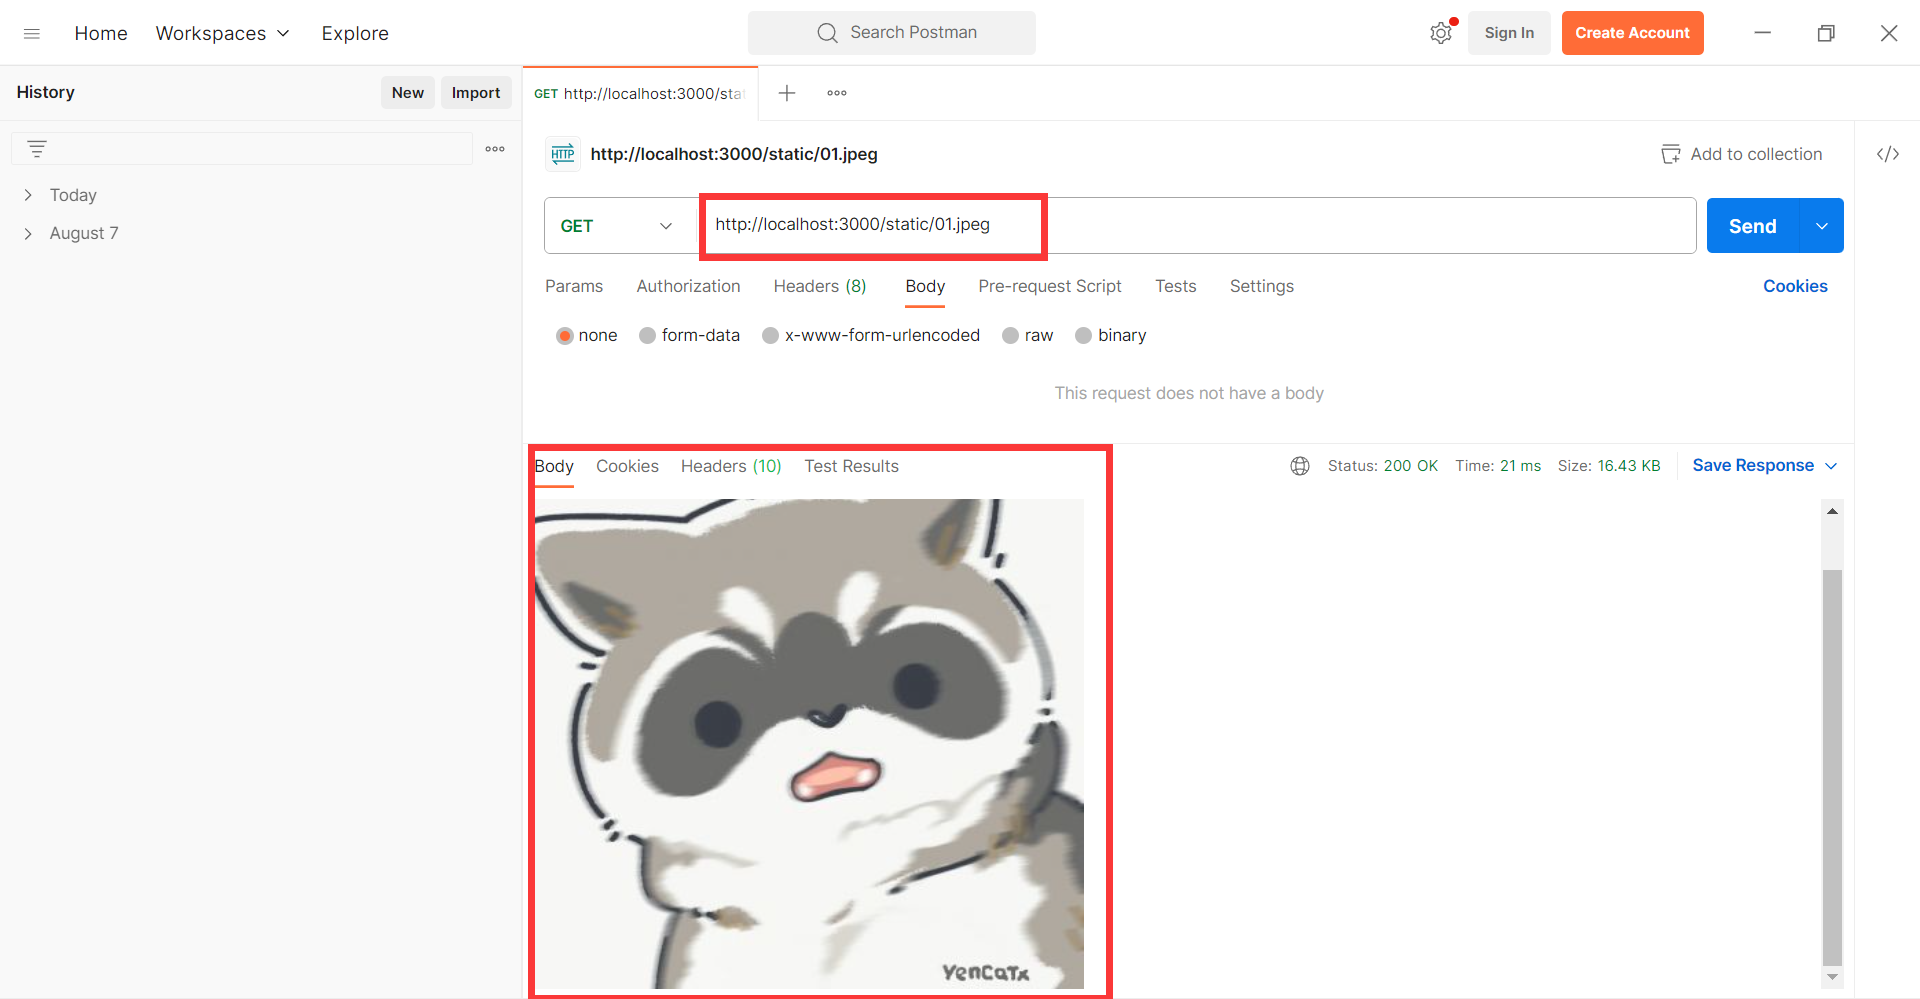 Home Workspaces Explore Search Postman Sign In Create Account
History New Import
GET http://localhost:3000/sta
HTTP http://localhost:3000/static/01.jpeg Add to collection
Today
August 7
GET http://localhost:3000/static/01.jpeg Send
Params Authorization Headers (8) Body Pre-request Script Tests Settings Cookies
none form-data x-www-form-urlencoded raw binary
This request does not have a body
Body Cookies Headers (10) Test Results Status: 200 OK Time: 21 ms Size: 16.43 KB Save Response
YenCaTx